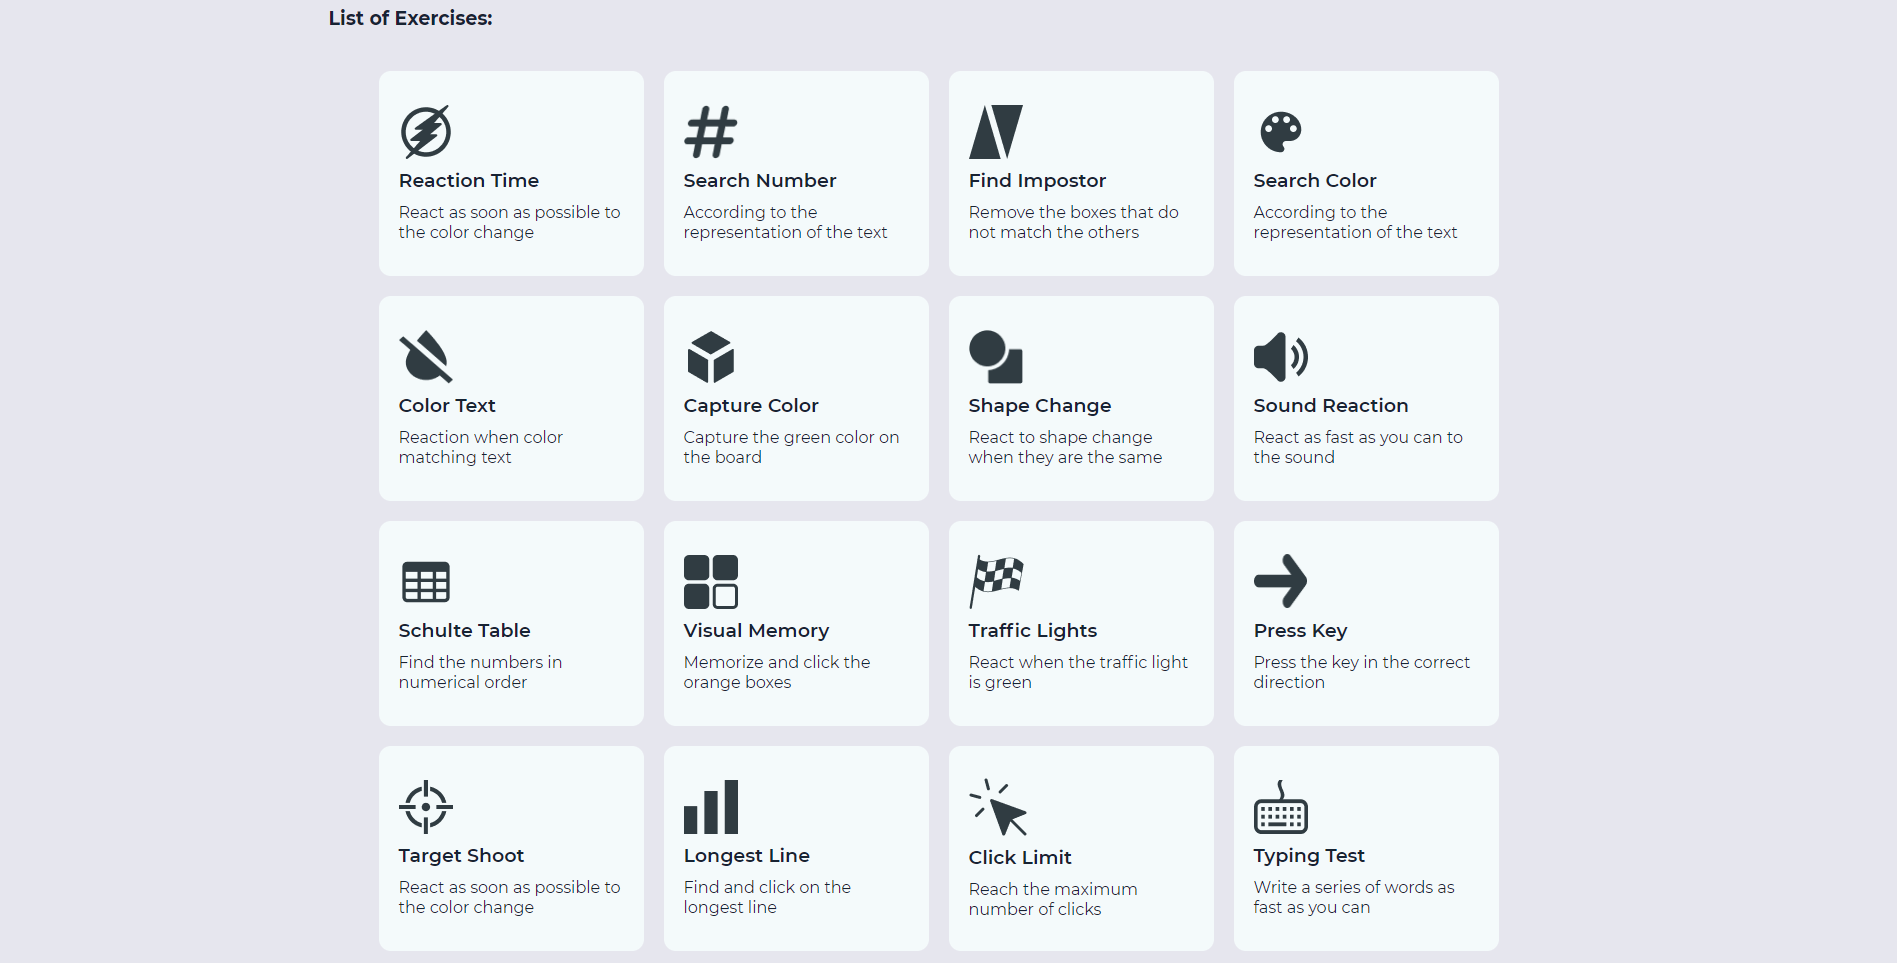 List of Exercises:
Reaction Time
React as soon as possible to
the color change
Search Number
According to the
representation of the text
Find Impostor
Remove the boxes that do
not match the others
Search Color
According to the
representation of the text
Color Text
Reaction when color
matching text
Capture Color
Capture the green color on
the board
Shape Change
React to shape change
when they are the same
Sound Reaction
React as fast as you can to
the sound
Schulte Table
Find the numbers in
numerical order
Visual Memory
Memorize and click the
orange boxes
Traffic Lights
React when the traffic light
is green
Press Key
Press the key in the correct
direction
Target Shoot
React as soon as possible to
the color change
Longest Line
Find and click on the
longest line
Click Limit
Reach the maximum
number of clicks
Typing Test
Write a series of words as
fast as you can